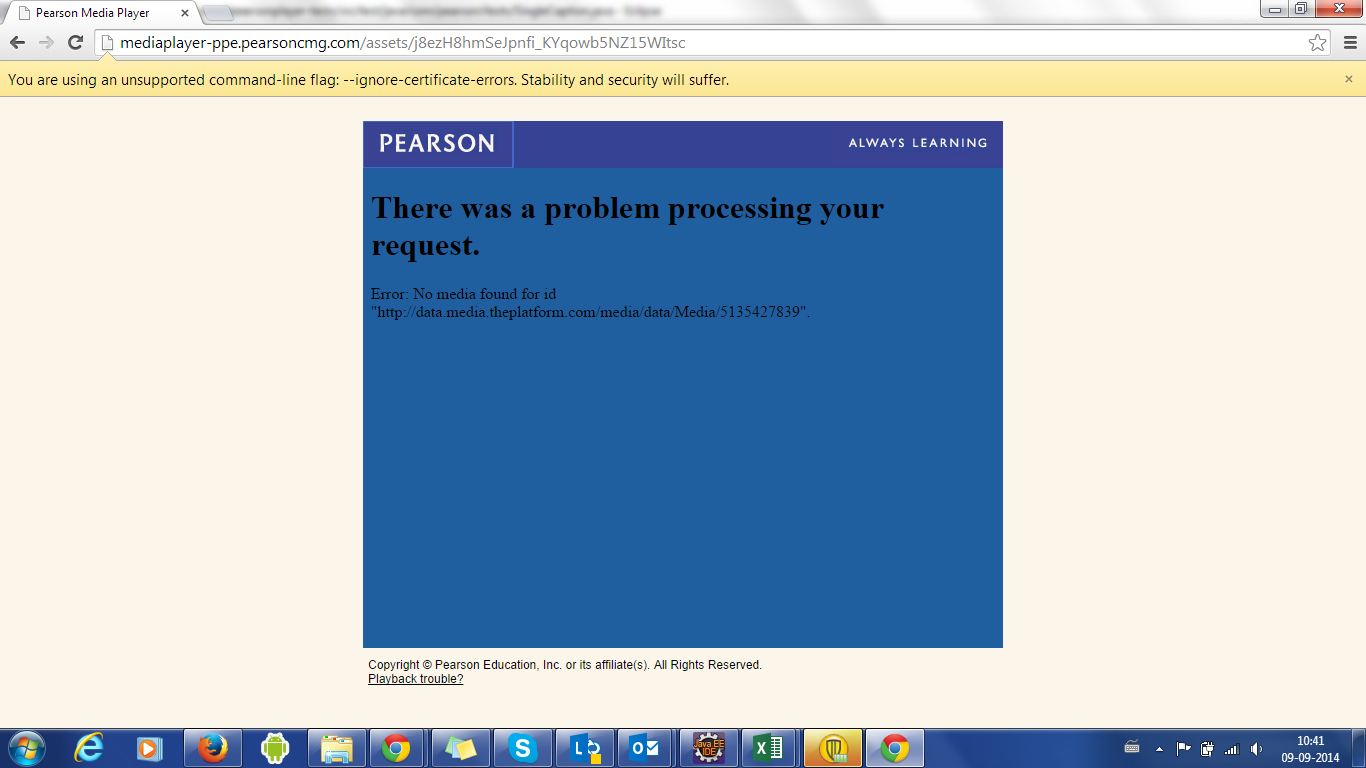 Pearson Media Player
mediaplayer-ppe.pearsoncmg.com/assets/j8ezH8hmSeJpnfi_KYqowb5NZ15WItsc
You are using an unsupported command-line flag: --ignore-certificate-errors. Stability and security will suffer.
PEARSON
ALWAYS LEARNING
There was a problem processing your
request.
Error: No media found for id
"http://data.media.theplatform.com/media/data/Media/5135427839".
Copyright © Pearson Education, Inc. or its affiliate(s). All Rights Reserved.
Playback trouble?
Java EE
IDE
10:41
09-09-2014